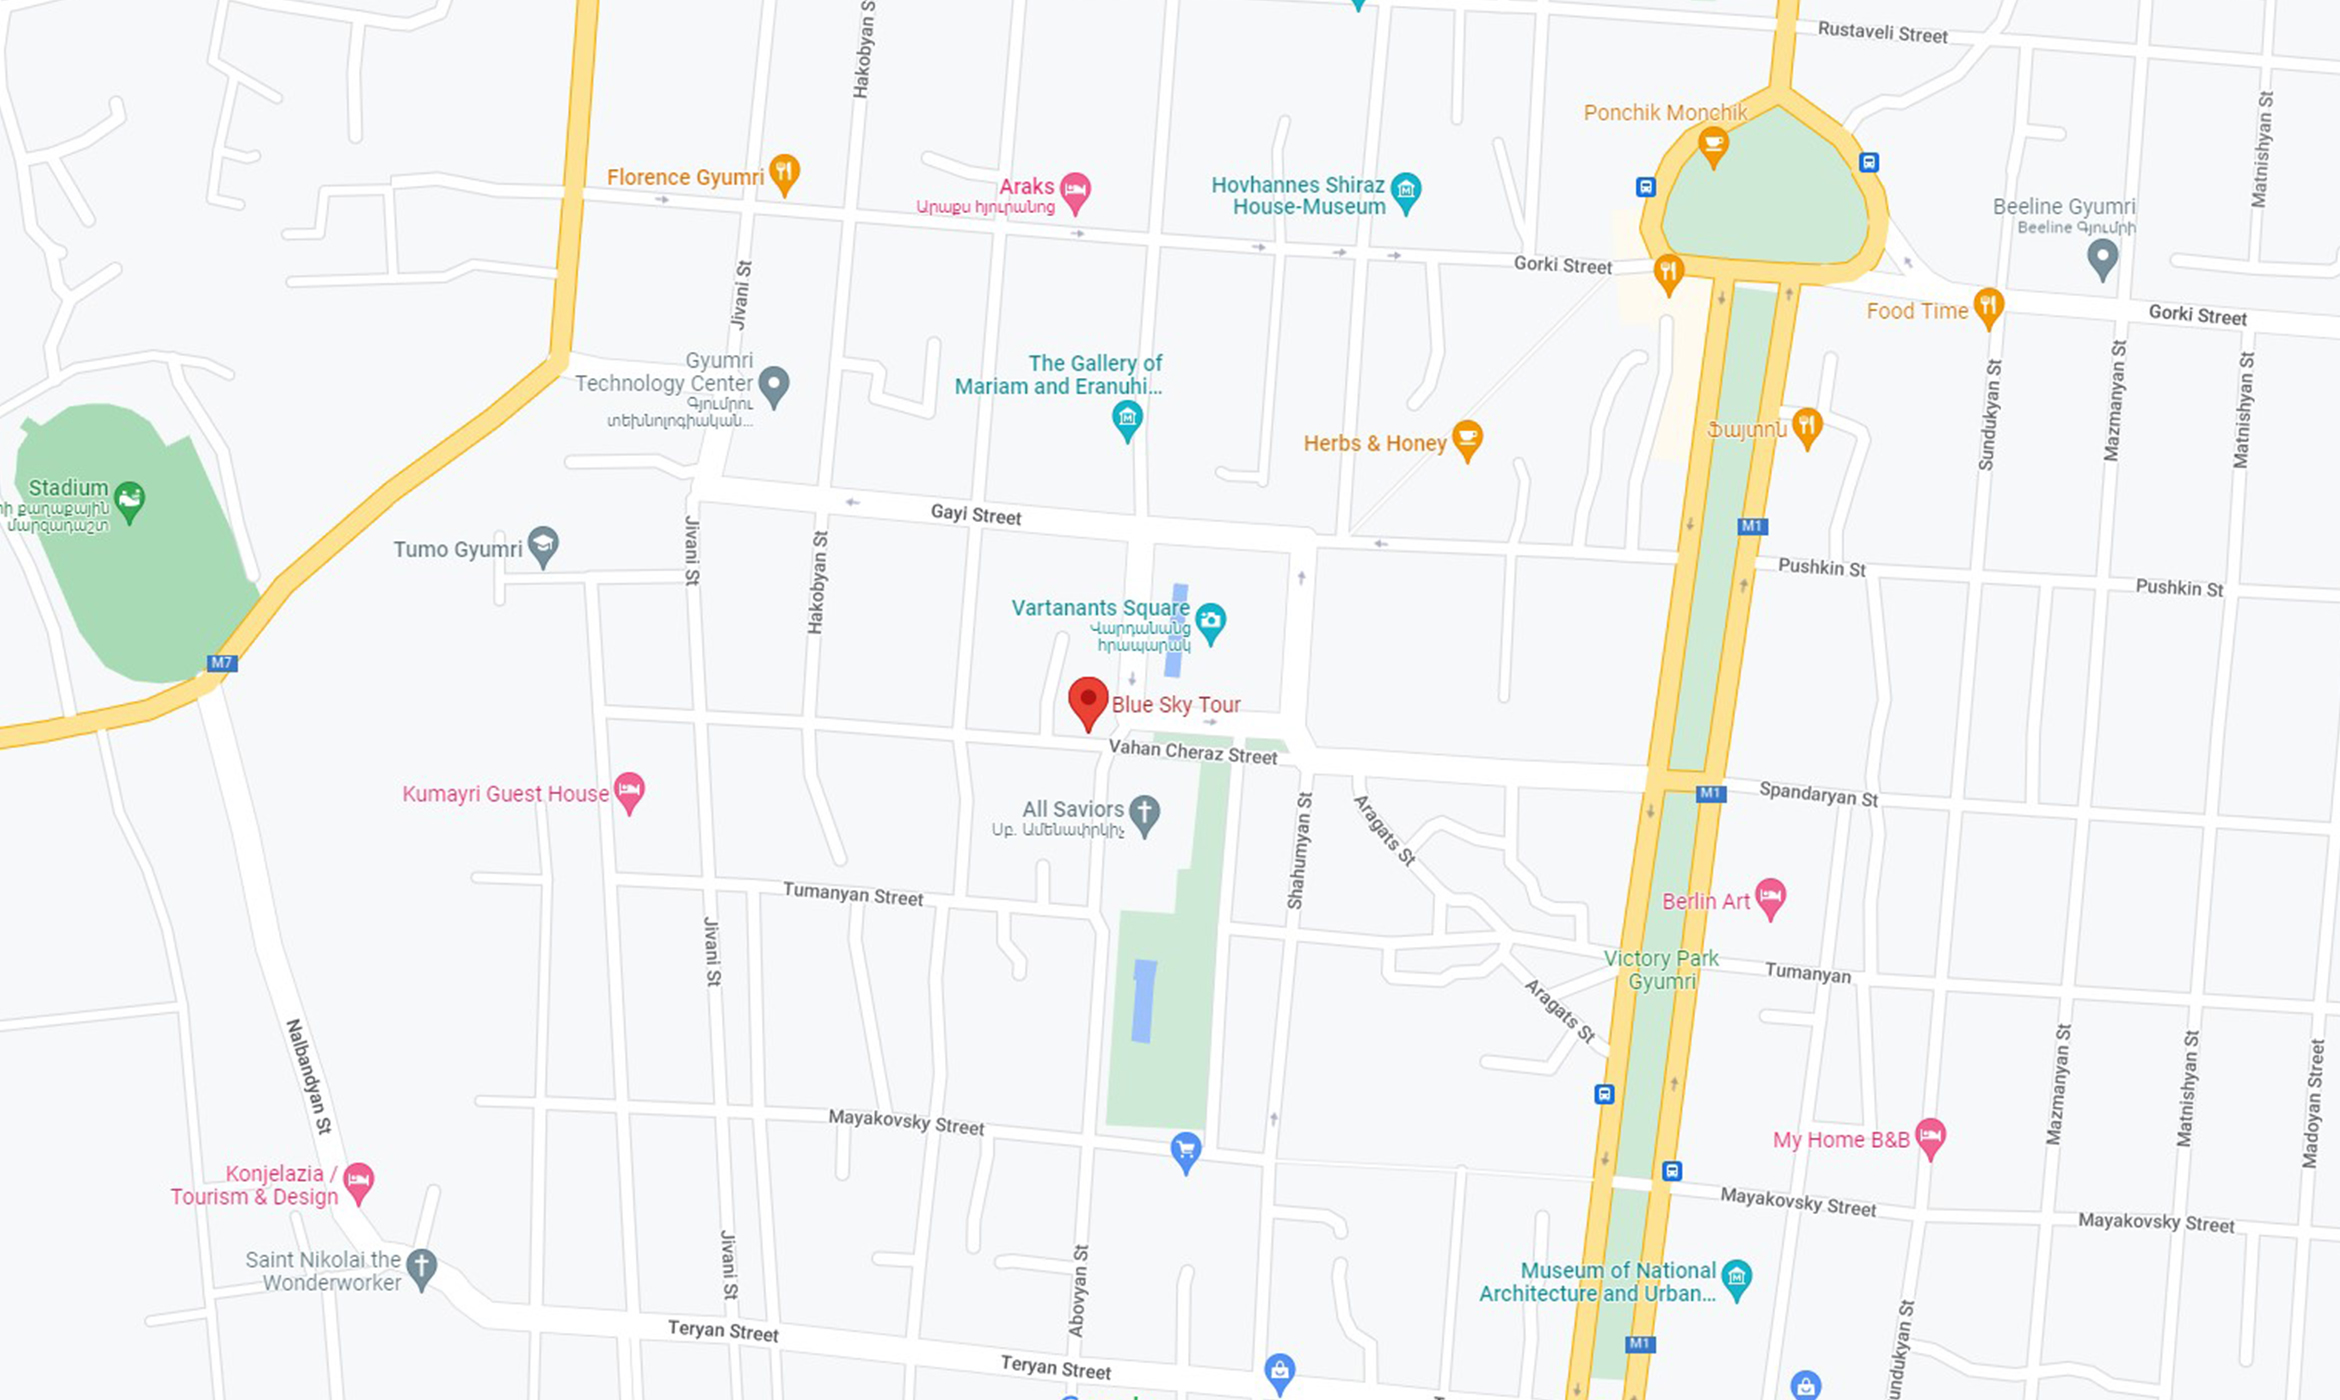 Rustaveli Street
Hakobyan S
Ponchik Monchik
Matnishyan St
Florence Gyumri
Araks
Արաքս հյուրանոց
Hovhannes Shiraz
House-Museum
Beeline Gyumri
Beeline Գյումրի
Gorki Street
Jivani St
Food Time
Gorki Street
Gyumri
Technology Center
Գյումրու
տեխնոլոգիական...
The Gallery of
Mariam and Eranuhi...
Herbs & Honey
Ֆայտոն
Sundukyan St
Mazmanyan St
Matnishyan St
Stadium
ի քաղաքային
մարզադաշտ
Gayi Street
M1
Jivani St
Hakobyan St
Tumo Gyumri
Pushkin St
Pushkin St
Vartanants Square
Վարդանանց
հրապարակ
M7
Blue Sky Tour
Vahan Cheraz Street
Kumayri Guest House
M1
Spandaryan St
All Saviors
Սբ. Ամենափրկիչ
Shahumyan St
Aragats St
Tumanyan Street
Berlin Art
Jivani St
Victory Park
Gyumri
Tumanyan
Aragats St
Nalbandyan St
Mazmanyan St
Matnishyan St
Madoyan Street
Mayakovsky Street
My Home B&B
Konjelazia /
Tourism & Design
Mayakovsky Street
Mayakovsky Street
Saint Nikolai the
Wonderworker
Jivani St
Abovyan St
Museum of National
Architecture and Urban...
Teryan Street
M1
Teryan Street
undukyan St